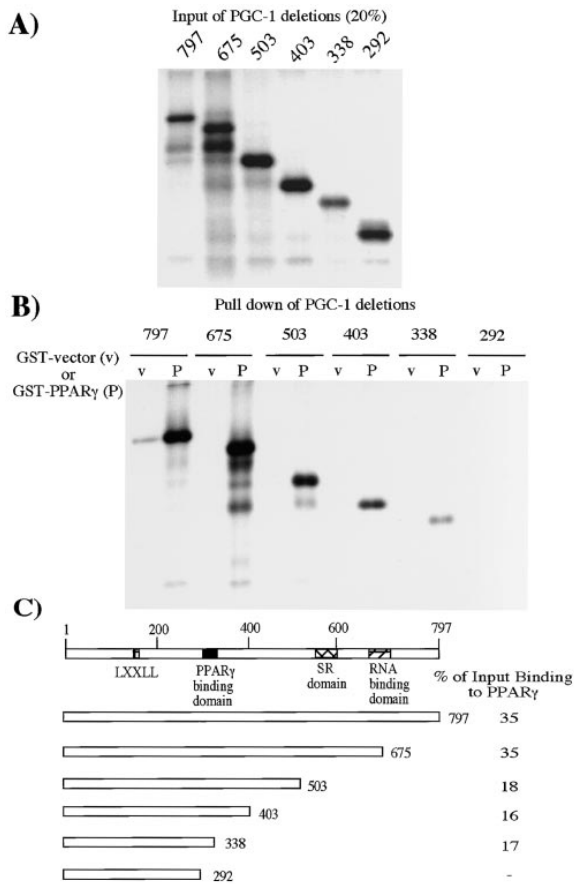 A)
Input of PGC-1 deletions (20%)
797 675 503 403 338 292
B)
Pull down of PGC-1 deletions
797 675 503 403 338 292
GST-vector (v)
or
GST-PPARγ (P)
v P v P v P v P v P v P
C)
1 200 400 600 797
LXXLL
PPARγ
binding
domain
SR
domain
RNA
binding
domain
% of Input Binding
to PPARγ
797 35
675 35
503 18
403 16
338 17
292 -